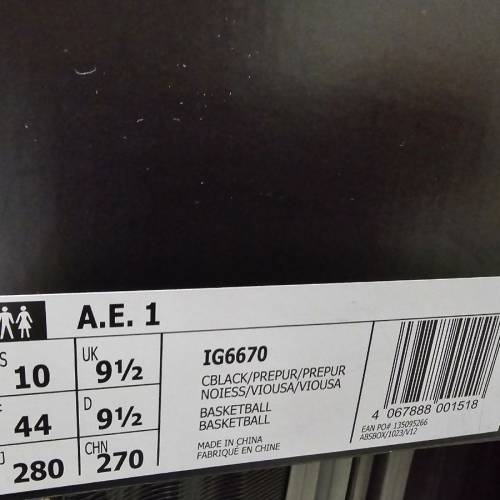 A.E. 1
S 10 UK 9½
44 D 9½
J 280 CHN 270
IG6670
CBLACK/PREPUR/PREPUR
NOIESS/VIOUSA/VIOUSA
BASKETBALL
BASKETBALL
MADE IN CHINA
FABRIQUÉ EN CHINE
4 067888 001518
EAN PO# 135095266
ABSBOX/1023/V12